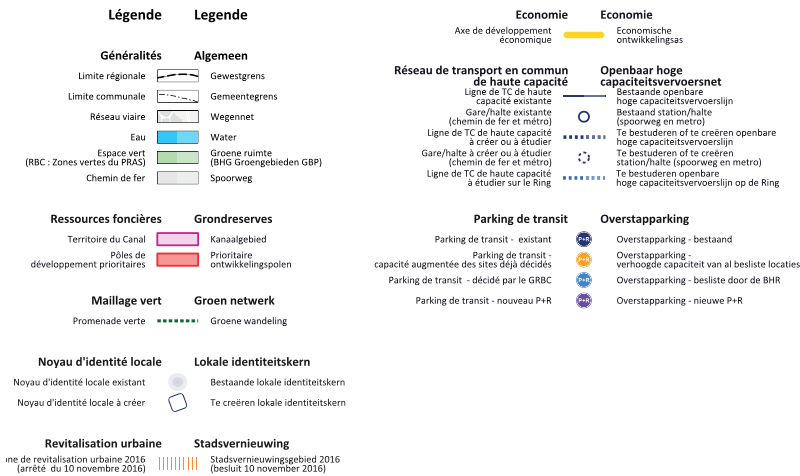 Légende Legende
Généralités Algemeen
Limite régionale Gewestgrens
Limite communale Gemeentegrens
Réseau viaire Wegennet
Eau Water
Espace vert Groene ruimte
(RBC : Zones vertes du PRAS) (BHG Groengebieden GBP)
Chemin de fer Spoorweg
Ressources foncières Grondreserves
Territoire du Canal Kanaalgebied
Pôles de Prioritaire
développement prioritaires ontwikkelingspolen
Maillage vert Groen netwerk
Promenade verte Groene wandeling
Noyau d'identité locale Lokale identiteitskern
Noyau d'identité locale existant Bestaande lokale identiteitskern
Noyau d'identité locale à créer Te creëren lokale identiteitskern
Revitalisation urbaine Stadsvernieuwing
ne de revitalisation urbaine 2016 Stadsvernieuwingsgebied 2016
(arrêté du 10 novembre 2016) (besluit 10 november 2016)
Economie Economie
Axe de développement Economische
économique ontwikkelingsas
Réseau de transport en commun Openbaar hoge
de haute capacité capaciteitsvervoersnet
Ligne de TC de haute Bestaande openbare
capacité existante hoge capaciteitsvervoerslijn
Gare/halte existante Bestaand station/halte
(chemin de fer et métro) (spoorweg en metro)
Ligne de TC de haute capacité Te bestuderen of te creëren openbare
à créer ou à étudier hoge capaciteitsvervoerslijn
Gare/halte à créer ou à étudier Te bestuderen of te creëren
(chemin de fer et métro) station/halte (spoorweg en metro)
Ligne de TC de haute capacité Te bestuderen openbare
à étudier sur le Ring hoge capaciteitsvervoerslijn op de Ring
Parking de transit Overstapparking
Parking de transit - existant P+R Overstapparking - bestaand
Parking de transit - Overstapparking -
capacité augmentée des sites déjà décidés P+R verhoogde capaciteit van al besliste locaties
Parking de transit - décidé par le GRBC P+R Overstapparking - besliste door de BHR
Parking de transit - nouveau P+R P+R Overstapparking - nieuwe P+R